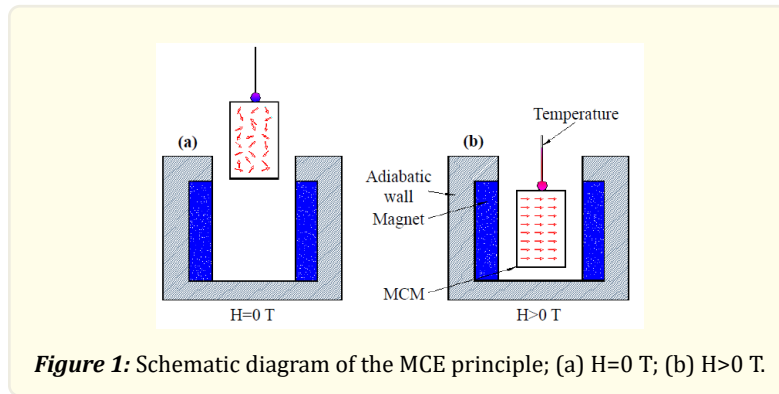 (a)
H=0 T
(b)
Temperature
Adiabatic
wall
Magnet
MCM
H>0 T
Figure 1: Schematic diagram of the MCE principle; (a) H=0 T; (b) H>0 T.